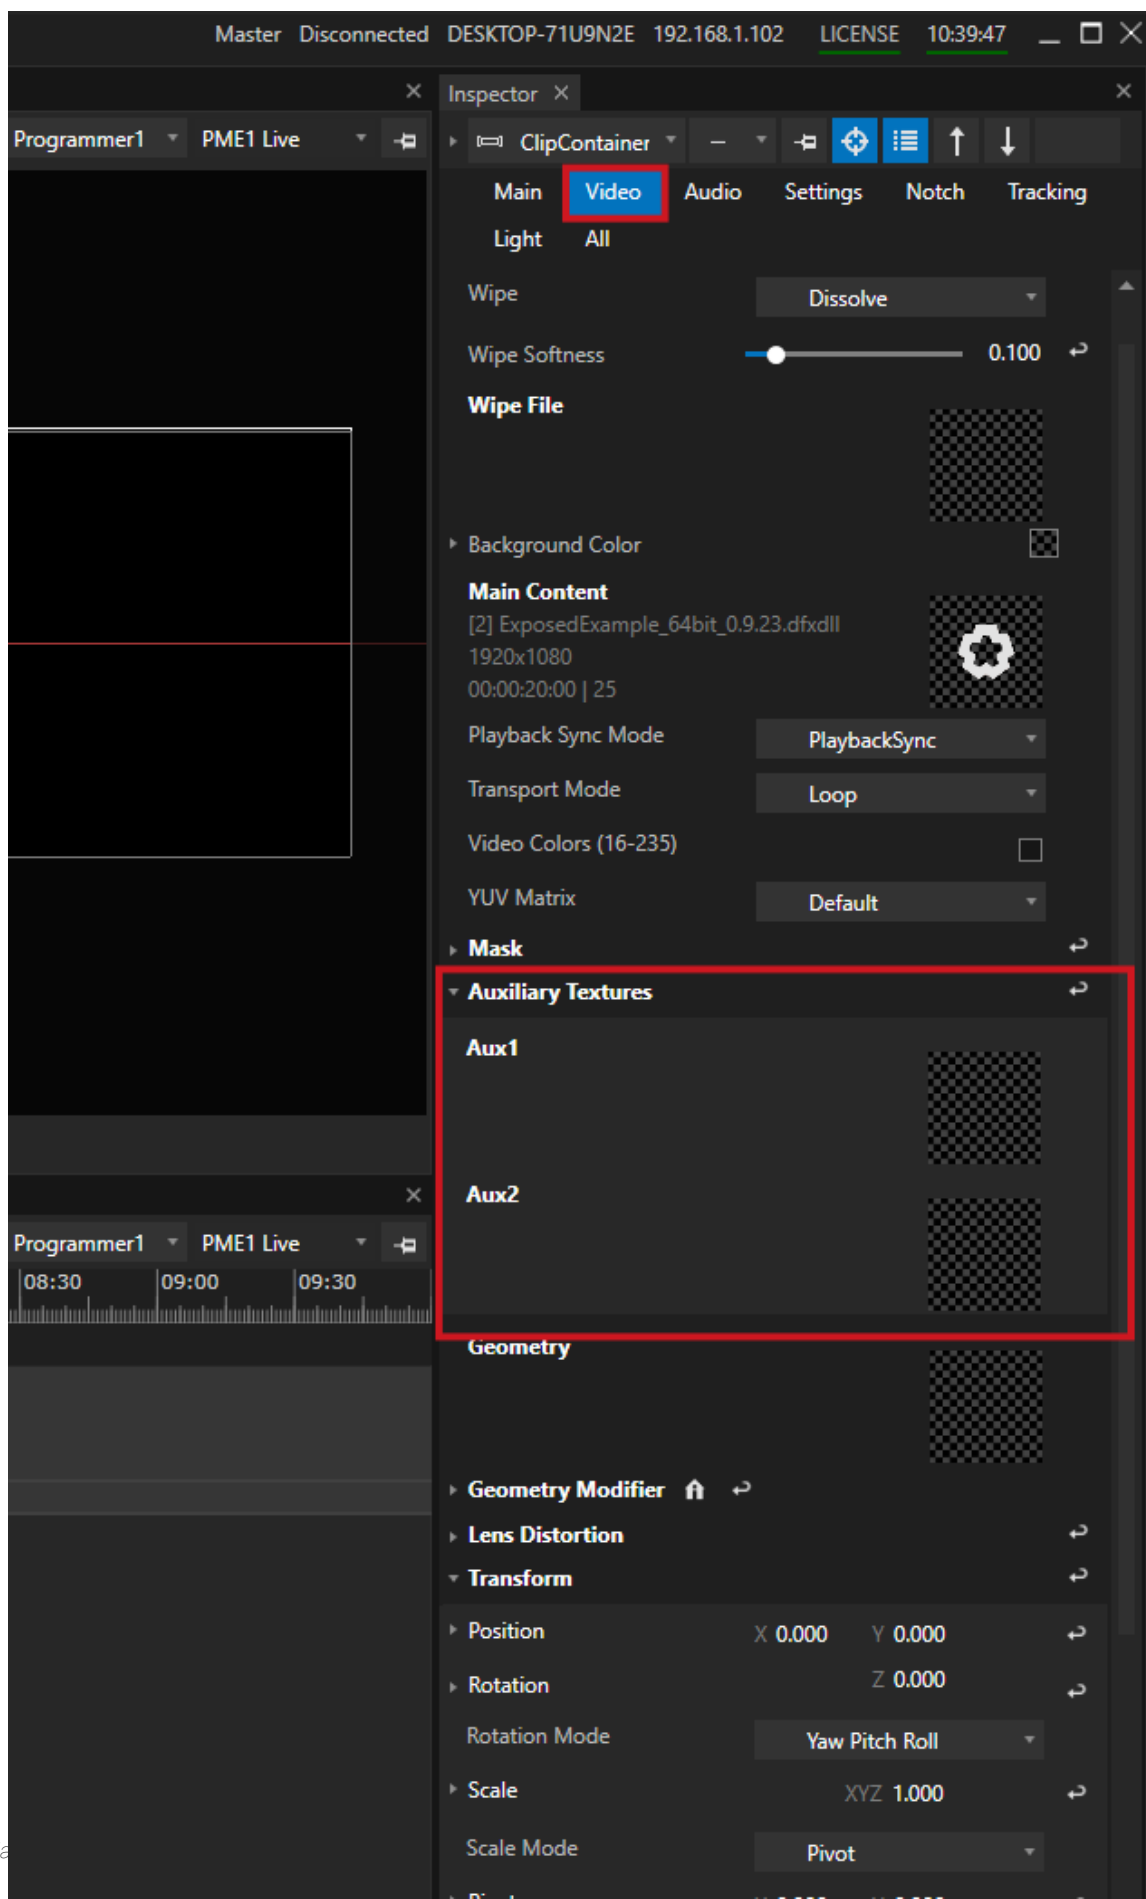 Master Disconnected DESKTOP-71U9N2E 192.168.1.102 LICENSE 10:39:47
Inspector
Programmer1 PME1 Live
ClipContainer –
Main Video Audio Settings Notch Tracking
Light All
Wipe Dissolve
Wipe Softness 0.100
Wipe File
Background Color
Main Content
[2] ExposedExample_64bit_0.9.23.dfxdll
1920x1080
00:00:20:00 | 25
Playback Sync Mode PlaybackSync
Transport Mode Loop
Video Colors (16-235)
YUV Matrix Default
Mask
Auxiliary Textures
Aux1
Aux2
Programmer1 PME1 Live
08:30 09:00 09:30
Geometry
Geometry Modifier
Lens Distortion
Transform
Position X 0.000 Y 0.000
Z 0.000
Rotation
Rotation Mode Yaw Pitch Roll
Scale XYZ 1.000
Scale Mode Pivot